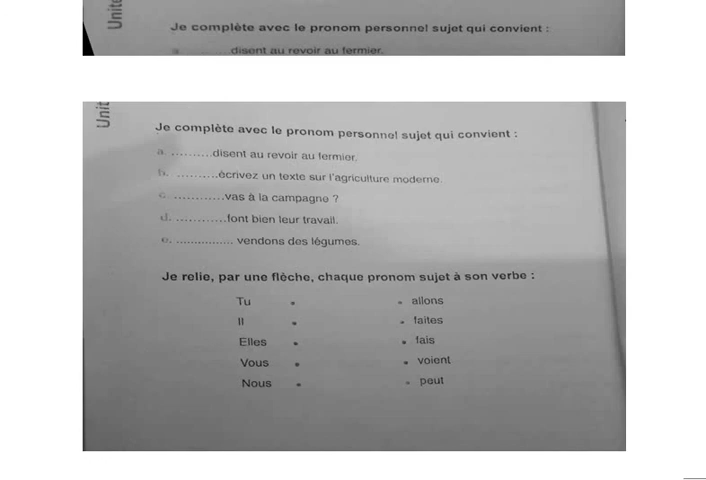 Unité
Je complète avec le pronom personnel sujet qui convient :
a. ..........disent au revoir au fermier.
Unit
Je complète avec le pronom personnel sujet qui convient :
a. ..........disent au revoir au fermier.
b. ..........écrivez un texte sur l'agriculture moderne.
c. ............vas à la campagne ?
d. ............font bien leur travail.
e. ................ vendons des légumes.
Je relie, par une flèche, chaque pronom sujet à son verbe :
Tu • • allons
Il • • faites
Elles • • fais
Vous • • voient
Nous • • peut